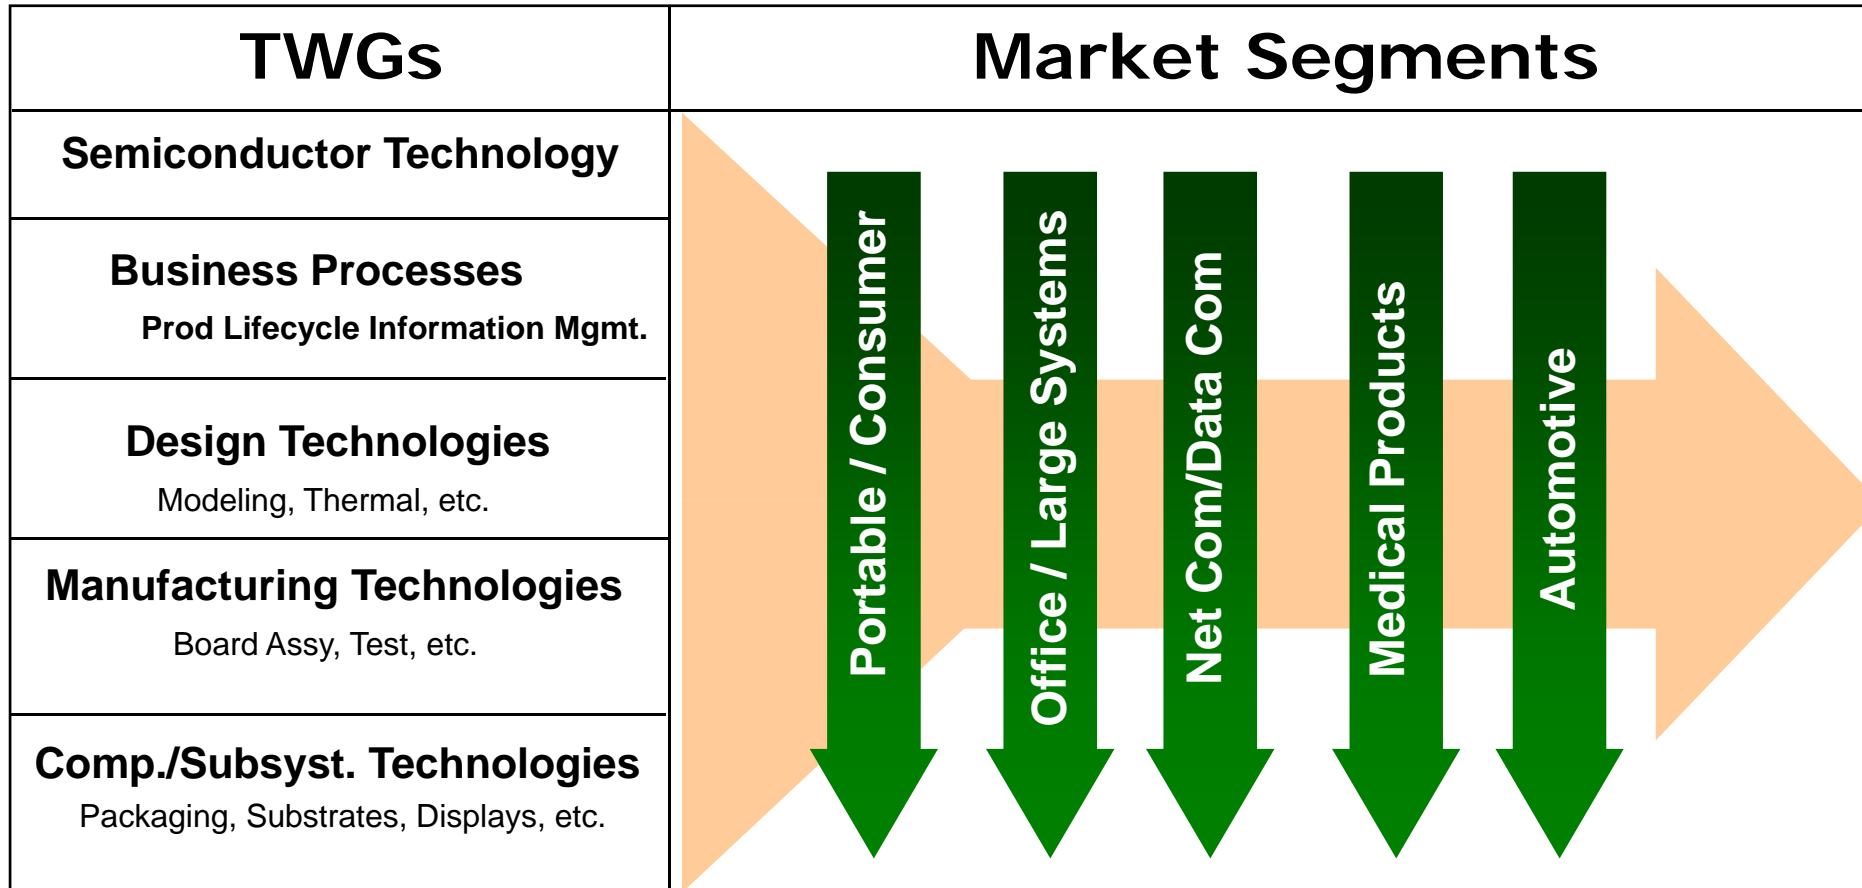 TWGs
Market Segments
Semiconductor Technology
Business Processes
Prod Lifecycle Information Mgmt.
Design Technologies
Modeling, Thermal, etc.
Manufacturing Technologies
Board Assy, Test, etc.
Comp./Subsyst. Technologies
Packaging, Substrates, Displays, etc.
Portable / Consumer
Office / Large Systems
Net Com/Data Com
Medical Products
Automotive